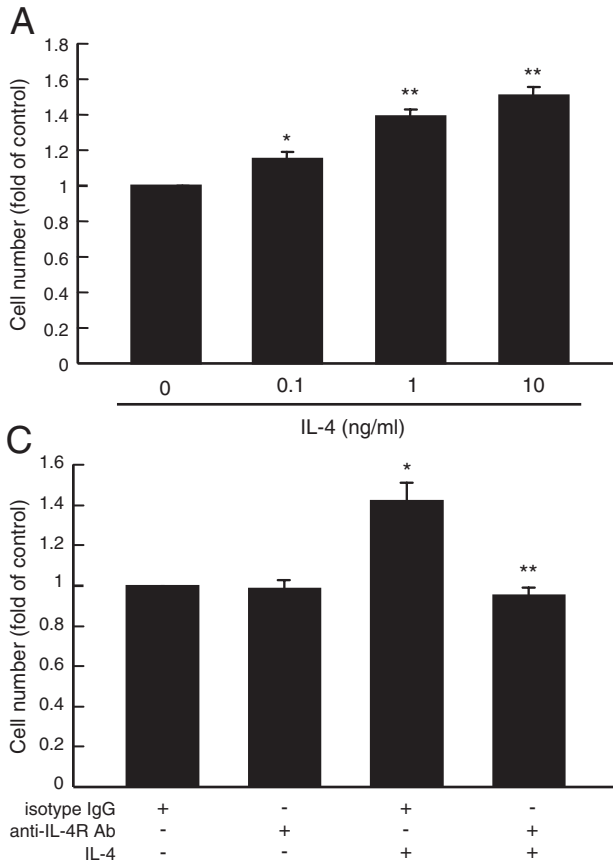 A
Cell number (fold of control)
1.8
1.6
1.4
1.2
1
0.8
0.6
0.4
0.2
0
*
**
**
0 0.1 1 10
IL-4 (ng/ml)
C
Cell number (fold of control)
1.6
1.4
1.2
1
0.8
0.6
0.4
0.2
0
*
**
isotype IgG + - + -
anti-IL-4R Ab - + - +
IL-4 - - + +